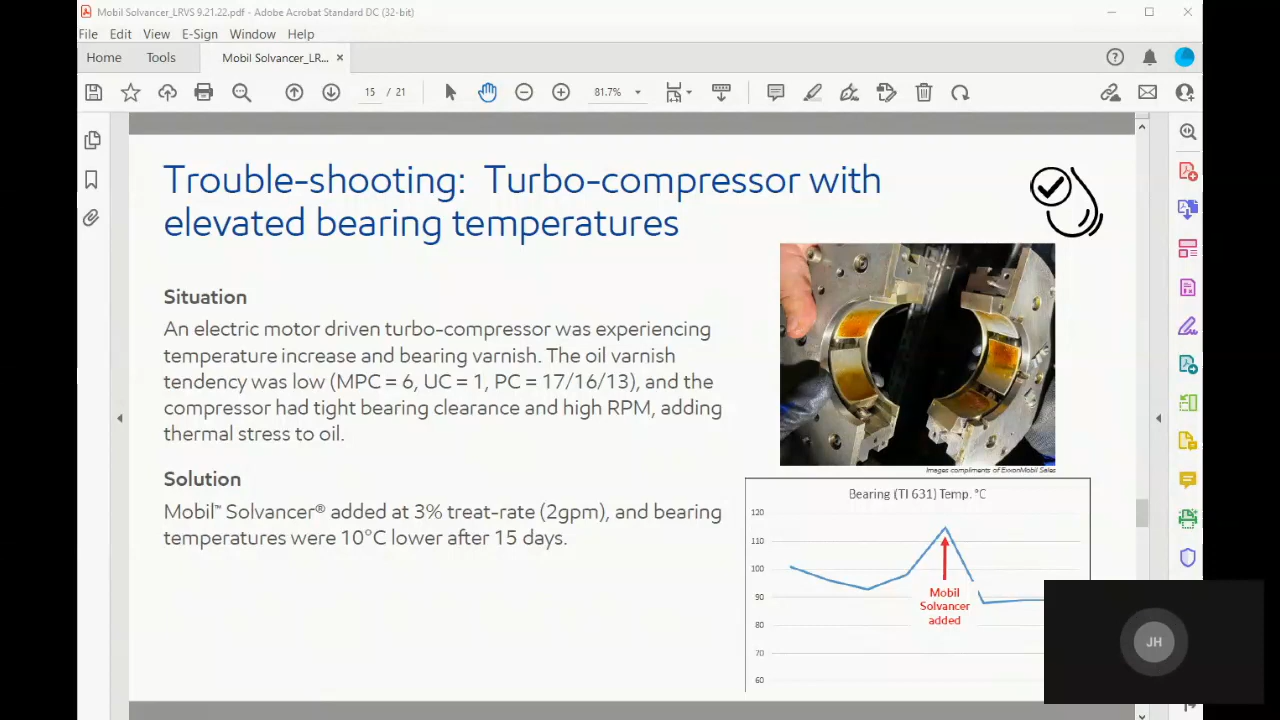 Mobil Solvancer_LRVS 9.21.22.pdf - Adobe Acrobat Standard DC (32-bit)
File Edit View E-Sign Window Help
Home Tools Mobil Solvancer_LR... ×
15 / 21 81.7%
Trouble-shooting: Turbo-compressor with
elevated bearing temperatures
Situation
An electric motor driven turbo-compressor was experiencing
temperature increase and bearing varnish. The oil varnish
tendency was low (MPC = 6, UC = 1, PC = 17/16/13), and the
compressor had tight bearing clearance and high RPM, adding
thermal stress to oil.
Solution
Mobil™ Solvancer® added at 3% treat-rate (2gpm), and bearing
temperatures were 10°C lower after 15 days.
Images compliments of ExxonMobil Sales
Bearing (TI 631) Temp. °C
120
110
100
90
80
70
60
Mobil
Solvancer
added
JH